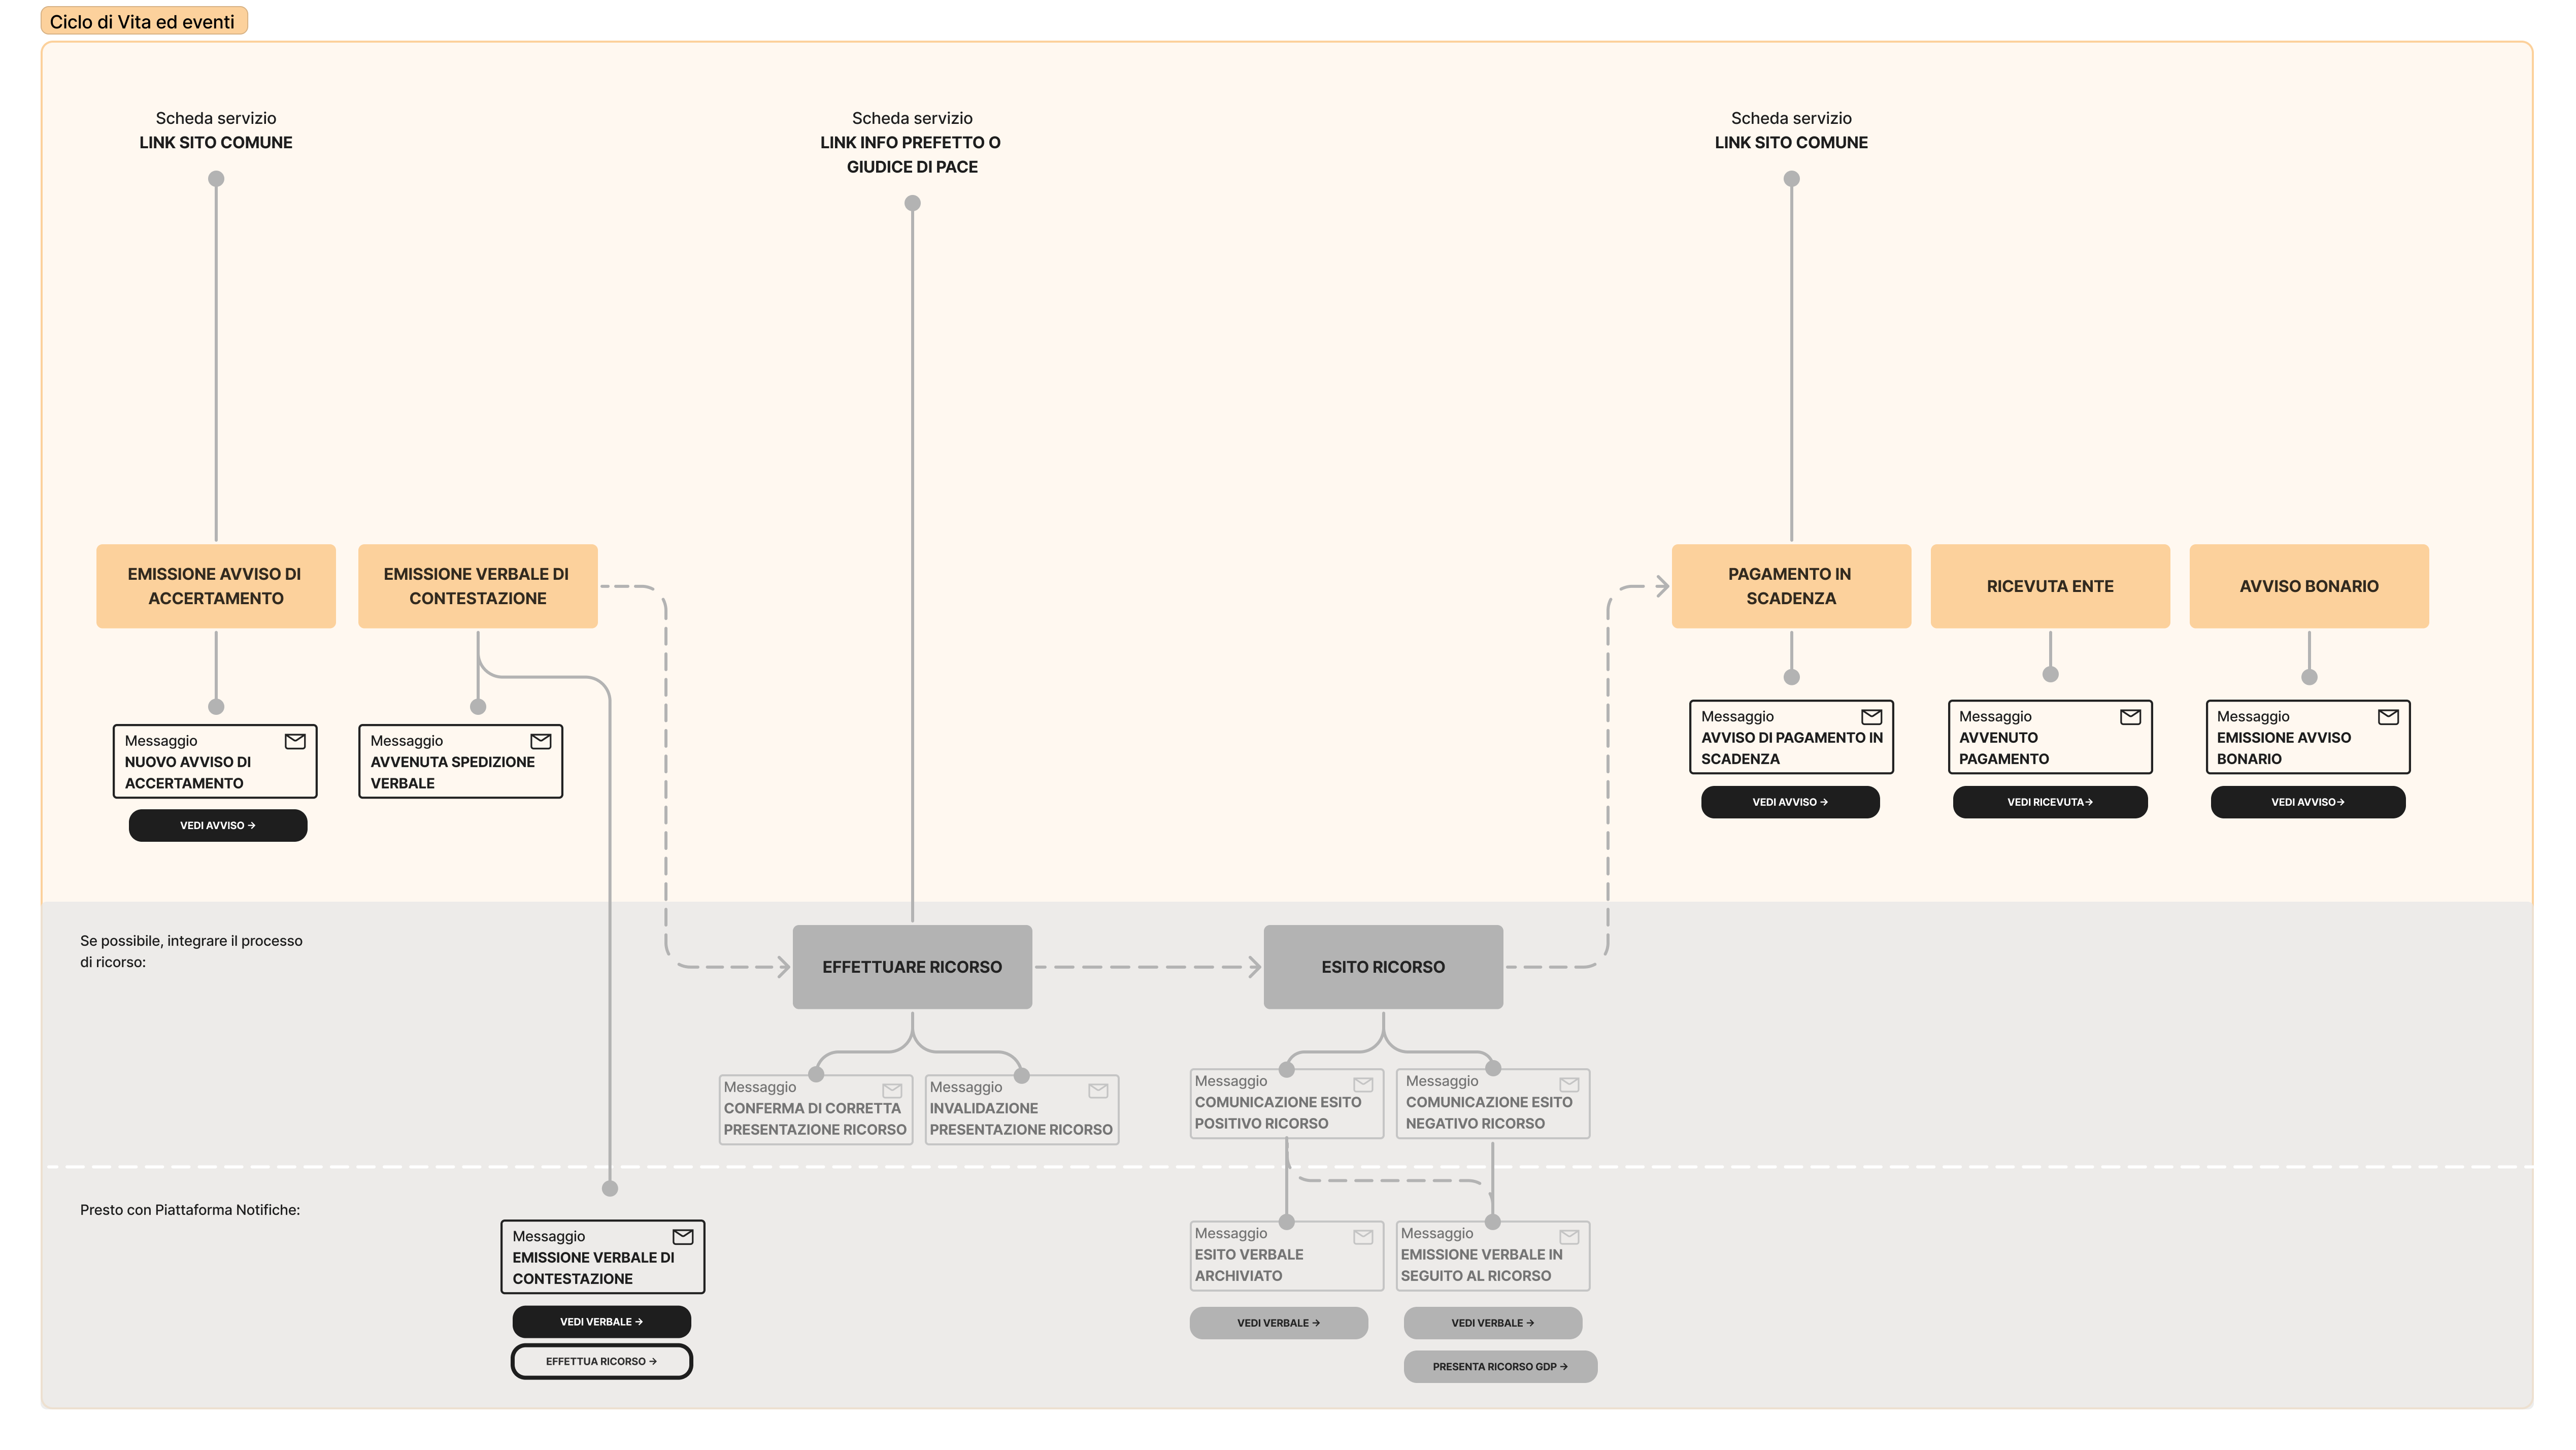 Ciclo di Vita ed eventi
Scheda servizio
LINK SITO COMUNE
Scheda servizio
LINK INFO PREFETTO O
GIUDICE DI PACE
Scheda servizio
LINK SITO COMUNE
EMISSIONE AVVISO DI
ACCERTAMENTO
EMISSIONE VERBALE DI
CONTESTAZIONE
PAGAMENTO IN
SCADENZA
RICEVUTA ENTE
AVVISO BONARIO
Messaggio
NUOVO AVVISO DI
ACCERTAMENTO
VEDI AVVISO →
Messaggio
AVVENUTA SPEDIZIONE
VERBALE
Messaggio
AVVISO DI PAGAMENTO IN
SCADENZA
VEDI AVVISO →
Messaggio
AVVENUTO
PAGAMENTO
VEDI RICEVUTA→
Messaggio
EMISSIONE AVVISO
BONARIO
VEDI AVVISO→
Se possibile, integrare il processo
di ricorso:
EFFETTUARE RICORSO
ESITO RICORSO
Messaggio
CONFERMA DI CORRETTA
PRESENTAZIONE RICORSO
Messaggio
INVALIDAZIONE
PRESENTAZIONE RICORSO
Messaggio
COMUNICAZIONE ESITO
POSITIVO RICORSO
Messaggio
COMUNICAZIONE ESITO
NEGATIVO RICORSO
Presto con Piattaforma Notifiche:
Messaggio
EMISSIONE VERBALE DI
CONTESTAZIONE
VEDI VERBALE →
EFFETTUA RICORSO →
Messaggio
ESITO VERBALE
ARCHIVIATO
VEDI VERBALE →
Messaggio
EMISSIONE VERBALE IN
SEGUITO AL RICORSO
VEDI VERBALE →
PRESENTA RICORSO GDP →